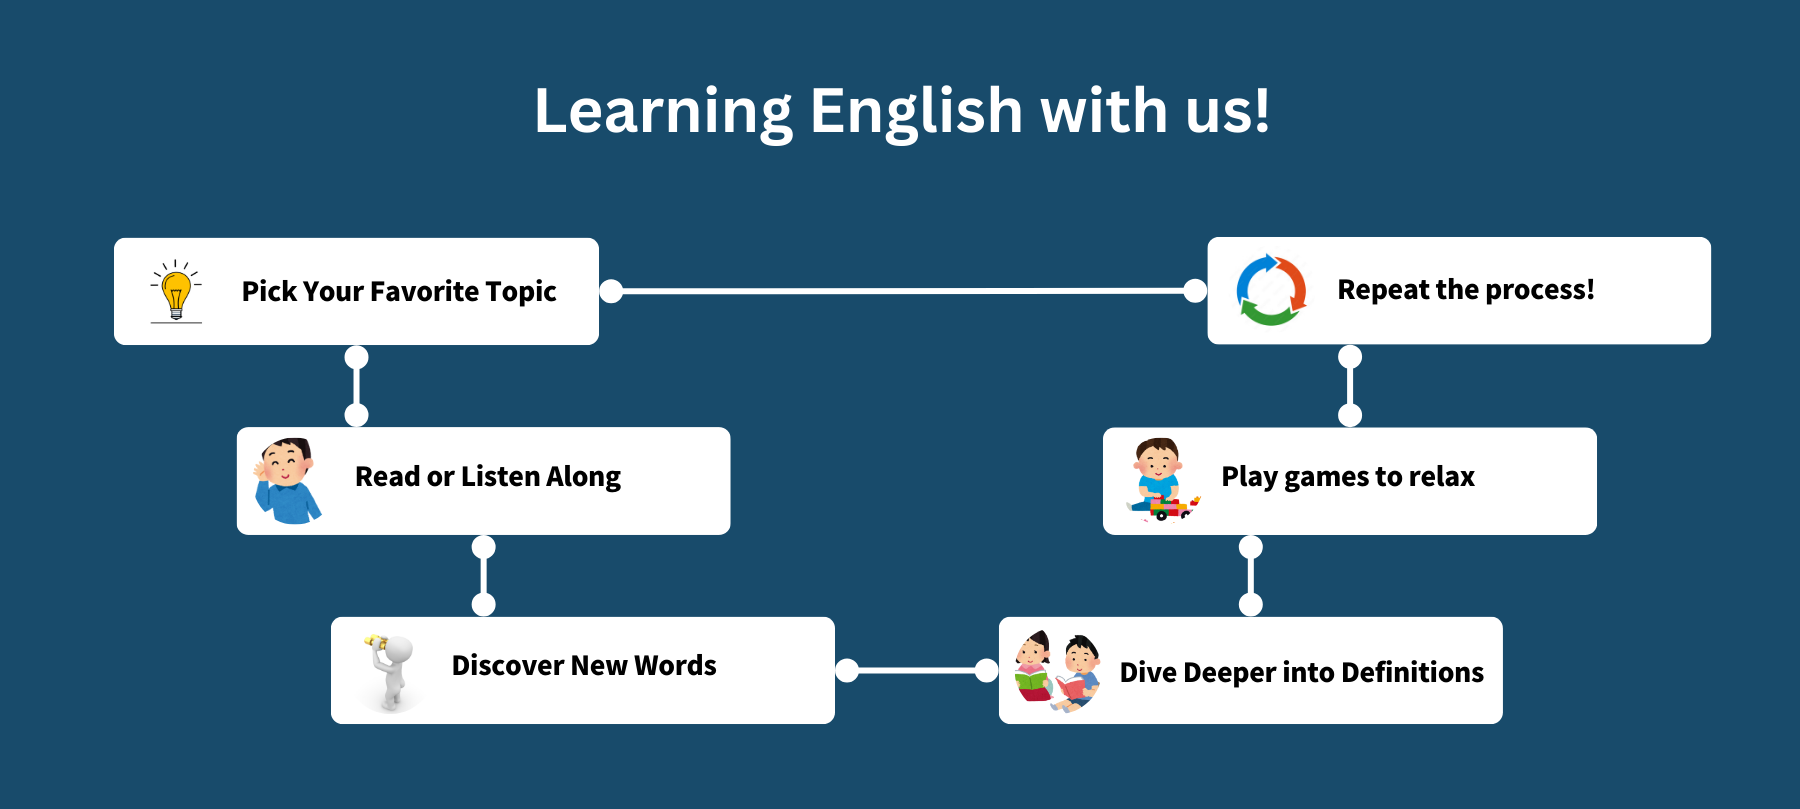 Learning English with us!
Pick Your Favorite Topic
Repeat the process!
Read or Listen Along
Play games to relax
Discover New Words
Dive Deeper into Definitions